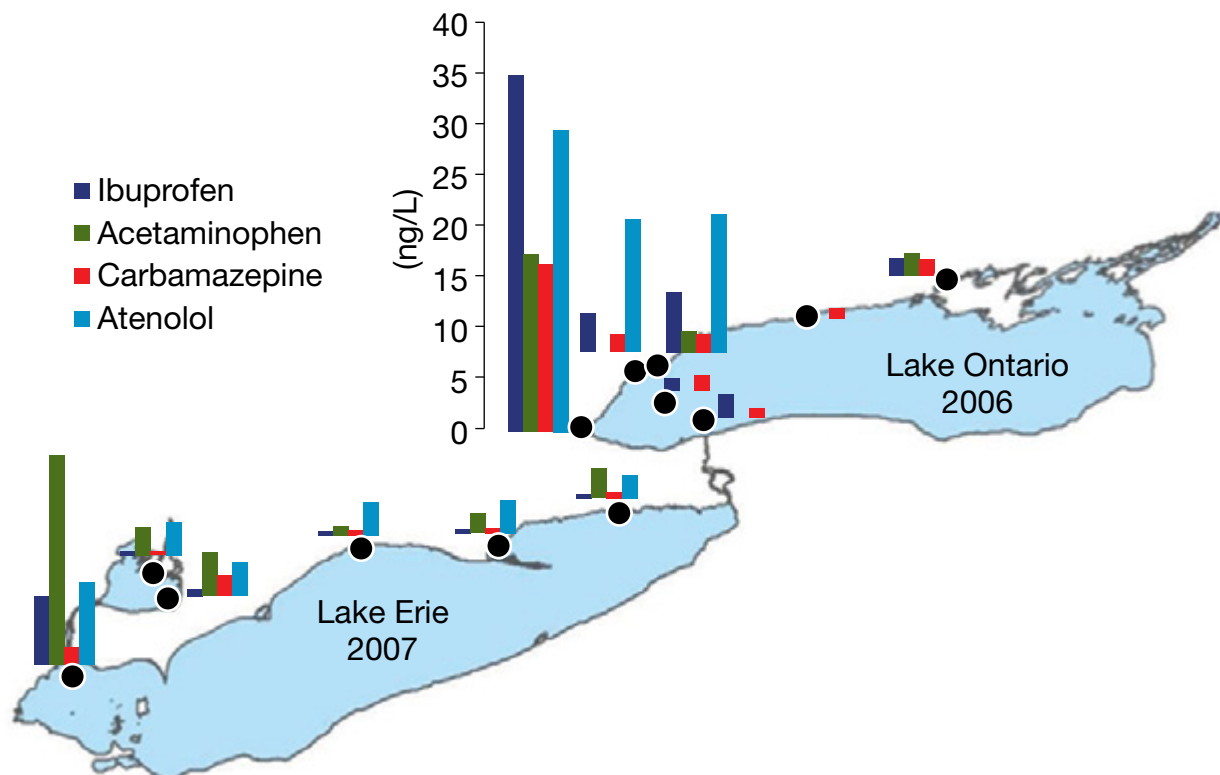 40
35
30
25
20
15
10
5
0
(ng/L)
Ibuprofen
Acetaminophen
Carbamazepine
Atenolol
Lake Ontario
2006
Lake Erie
2007